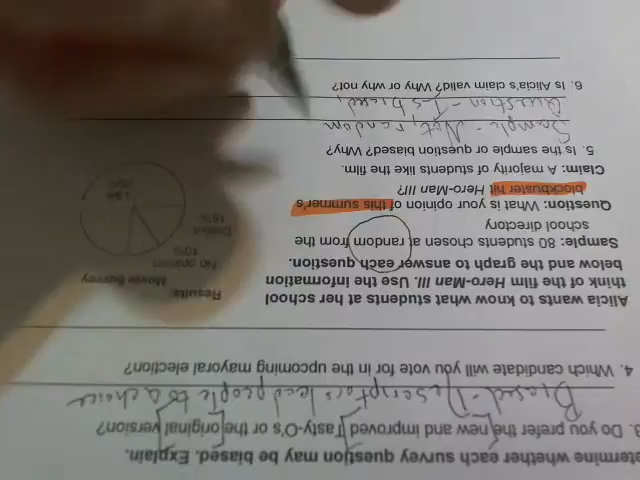 etermine whether each survey question may be biased. Explain.
3. Do you prefer the new and improved Tasty-O's or the original version?
Biased - Descriptors lead people to a choice
4. Which candidate will you vote for in the upcoming mayoral election?
Alicia wants to know what students at her school
think of the film Hero-Man III. Use the information
below and the graph to answer each question.
Sample: 80 students chosen at random from the
school directory
Question: What is your opinion of this summer's
blockbuster hit Hero-Man III?
Claim: A majority of students like the film.
Results:
Movie Survey
No opinion
10%
Dislike
15%
Like
5. Is the sample or question biased? Why?
Sample - Not, random
Question - Is Biased,
6. Is Alicia's claim valid? Why or why not?